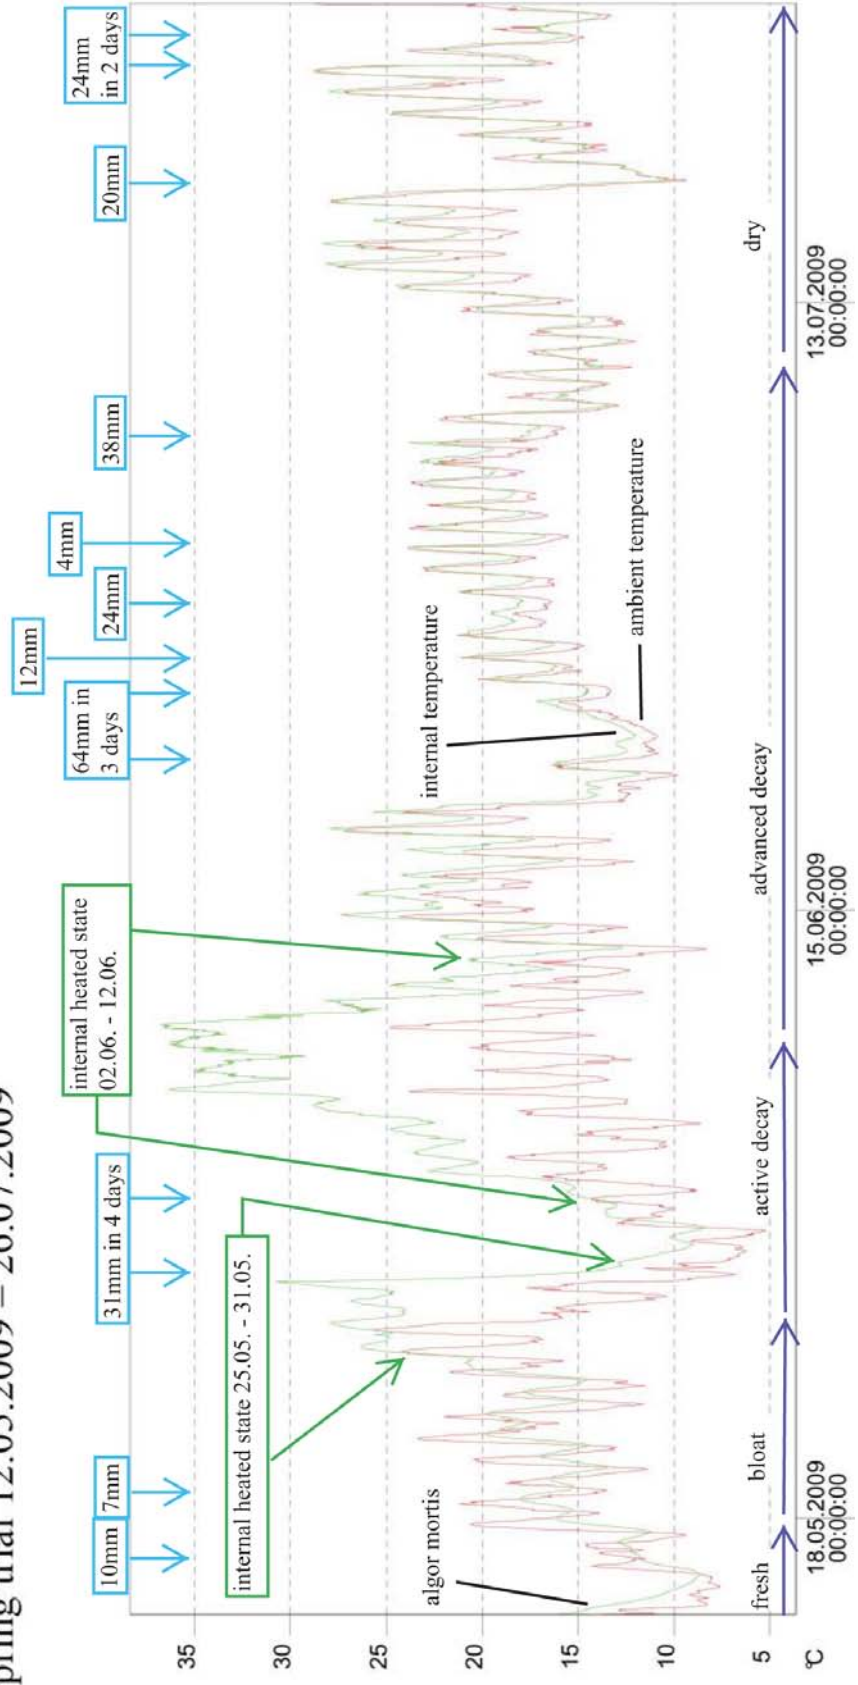 pring trial 12.05.2009 – 26.07.2009
10mm
7mm
31mm in 4 days
64mm in
3 days
12mm
24mm
4mm
38mm
20mm
24mm
in 2 days
internal heated state
02.06. - 12.06.
internal heated state 25.05. - 31.05.
algor mortis
internal temperature
ambient temperature
35
30
25
20
15
10
5
°C
fresh
bloat
active decay
advanced decay
dry
18.05.2009
00:00:00
15.06.2009
00:00:00
13.07.2009
00:00:00